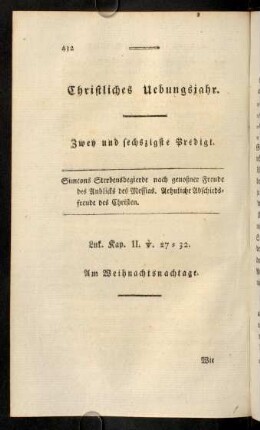 632
Christliches Uebungsjahr.
Zwey und sechszigste Predigt.
Simeons Sterbensbegierde nach genoßner Freude
des Anblicks des Messias. Aehnliche Abschieds-
freude des Christen.
Luk. Kap. II. ℣. 27 = 32.
Am Weihnachtsnachtage.
Wie